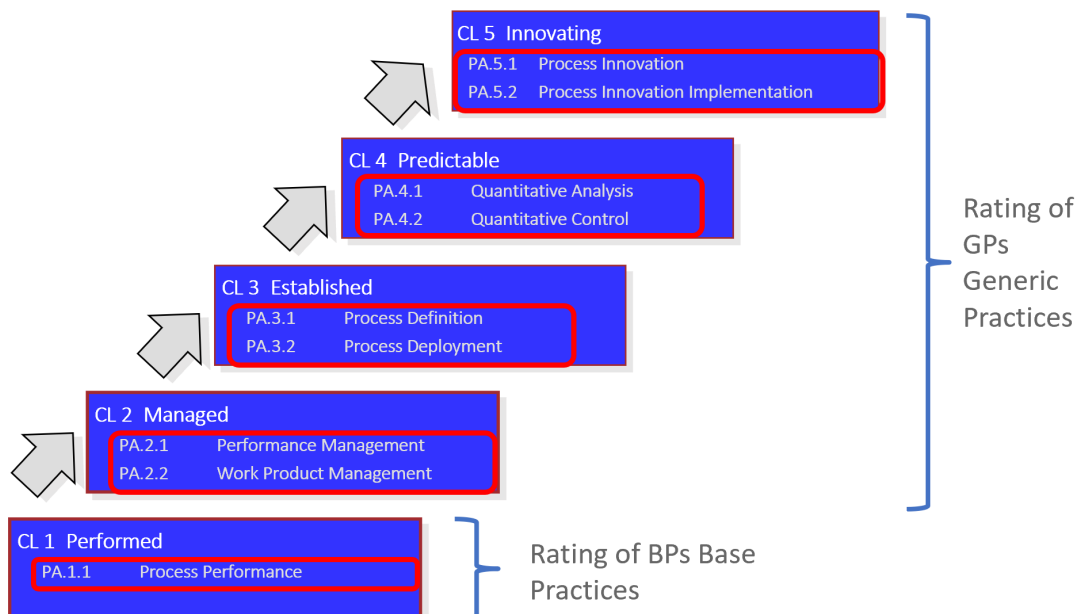 CL 5 Innovating
PA.5.1 Process Innovation
PA.5.2 Process Innovation Implementation
CL 4 Predictable
PA.4.1 Quantitative Analysis
PA.4.2 Quantitative Control
CL 3 Established
PA.3.1 Process Definition
PA.3.2 Process Deployment
CL 2 Managed
PA.2.1 Performance Management
PA.2.2 Work Product Management
CL 1 Performed
PA.1.1 Process Performance
Rating of
GPs
Generic
Practices
Rating of BPs Base
Practices